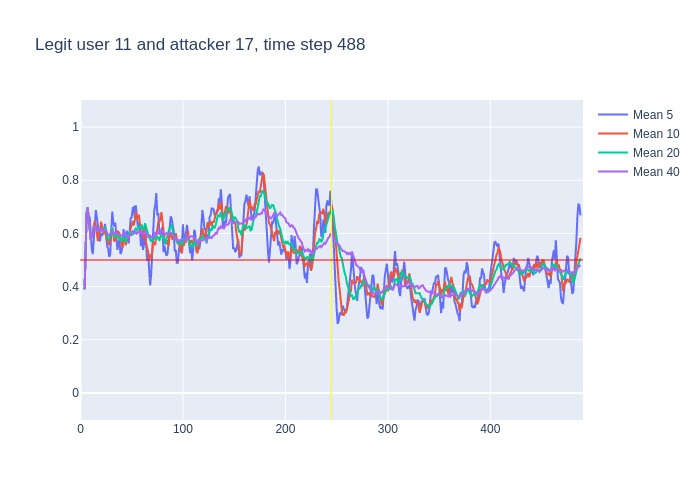 Legit user 11 and attacker 17, time step 488
Mean 5
Mean 10
Mean 20
Mean 40
1
0.8
0.6
0.4
0.2
0
0 100 200 300 400